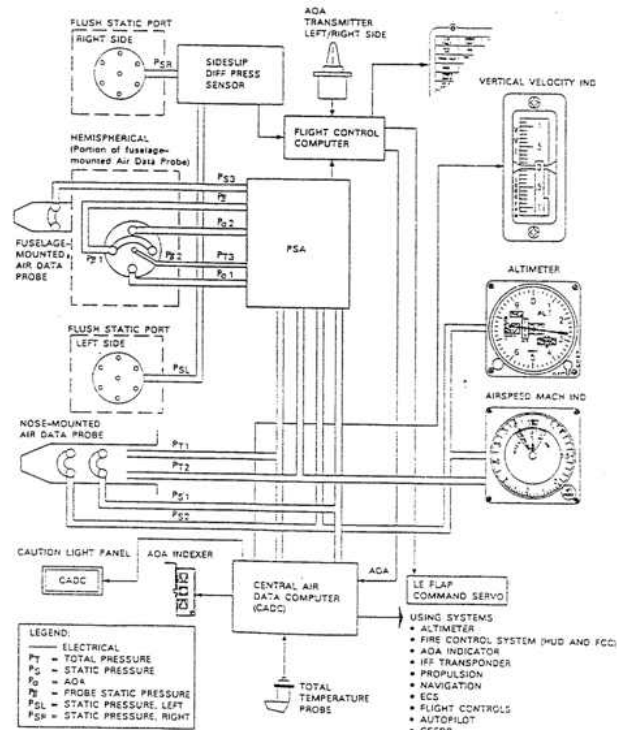 FLUSH STATIC PORT
RIGHT SIDE
PSR
SIDESLIP
DIFF PRESS
SENSOR
AOA
TRANSMITTER
LEFT/RIGHT SIDE
FLIGHT CONTROL
COMPUTER
VERTICAL VELOCITY IND
HEMISPHERICAL
(Portion of fuselage-
mounted Air Data Probe)
PS3
Pα2
PT3
Pα1
PSA
FUSELAGE-
MOUNTED
AIR DATA
PROBE
ALTIMETER
ALT
FLUSH STATIC PORT
LEFT SIDE
PSL
AIRSPEED MACH IND
NOSE-MOUNTED
AIR DATA PROBE
PT1
PT2
PS1
PS2
CAUTION LIGHT PANEL
CADC
AOA INDEXER
CENTRAL AIR
DATA COMPUTER
(CADC)
AOA
LE FLAP
COMMAND SERVO
TOTAL
TEMPERATURE
PROBE
USING SYSTEMS
• ALTIMETER
• FIRE CONTROL SYSTEM (HUD AND FCC)
• AOA INDICATOR
• IFF TRANSPONDER
• PROPULSION
• NAVIGATION
• ECS
• FLIGHT CONTROLS
• AUTOPILOT
LEGEND:
ELECTRICAL
PT = TOTAL PRESSURE
PS = STATIC PRESSURE
Pα = AOA
= PROBE STATIC PRESSURE
PSL = STATIC PRESSURE, LEFT
PSR = STATIC PRESSURE, RIGHT